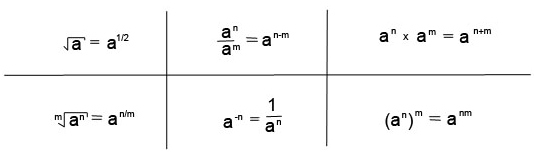 √a = a^1/2
a^n / a^m = a^n-m
a^n x a^m = a^n+m
m√a^n = a^n/m
a^-n = 1 / a^n
(a^n)^m = a^nm